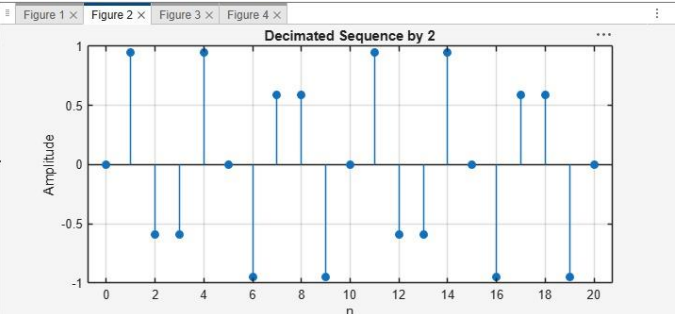 Figure 1 × Figure 2 × Figure 3 × Figure 4 ×
Decimated Sequence by 2
Amplitude
1
0.5
0
-0.5
-1
0 2 4 6 8 10 12 14 16 18 20
n